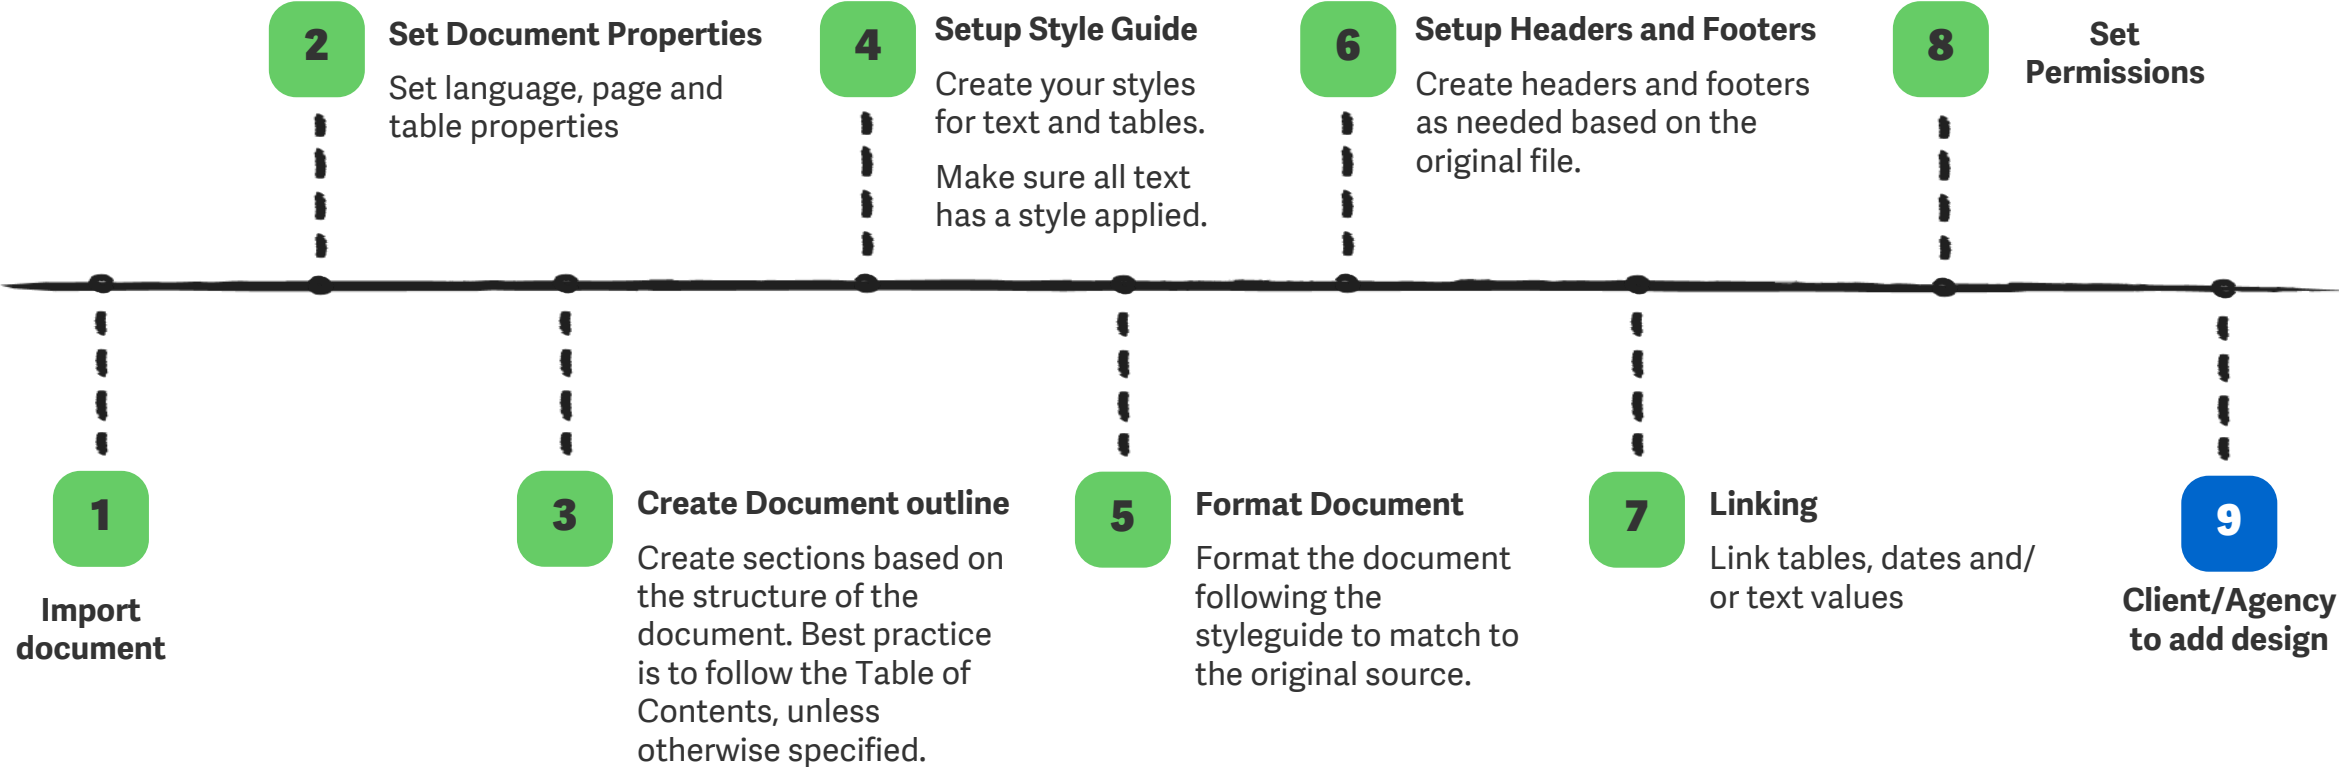 1
Import
document
2
Set Document Properties
Set language, page and
table properties
3
Create Document outline
Create sections based on
the structure of the
document. Best practice
is to follow the Table of
Contents, unless
otherwise specified.
4
Setup Style Guide
Create your styles
for text and tables.
Make sure all text
has a style applied.
5
Format Document
Format the document
following the
styleguide to match to
the original source.
6
Setup Headers and Footers
Create headers and footers
as needed based on the
original file.
7
Linking
Link tables, dates and/
or text values
8
Set
Permissions
9
Client/Agency
to add design